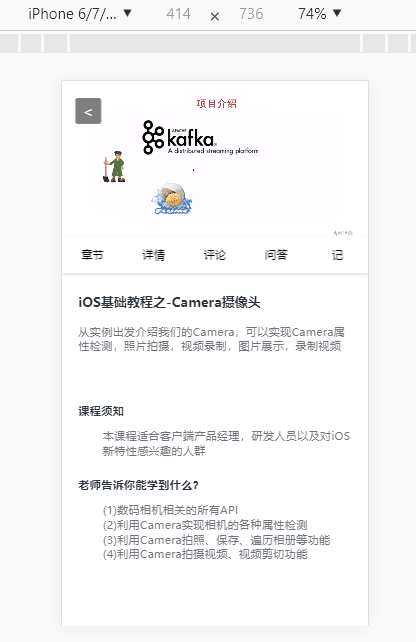 iPhone 6/7/... ▼ 414 × 736 74% ▼
<
项目介绍
APACHE
kafka
A distributed streaming platform
章节 详情 评论 问答 记
iOS基础教程之-Camera摄像头
从实例出发介绍我们的Camera，可以实现Camera属
性检测，照片拍摄，视频录制，图片展示，录制视频
课程须知
本课程适合客户端产品经理，研发人员以及对iOS
新特性感兴趣的人群
老师告诉你能学到什么?
(1)数码相机相关的所有API
(2)利用Camera实现相机的各种属性检测
(3)利用Camera拍照、保存、遍历相册等功能
(4)利用Camera拍摄视频、视频剪切功能